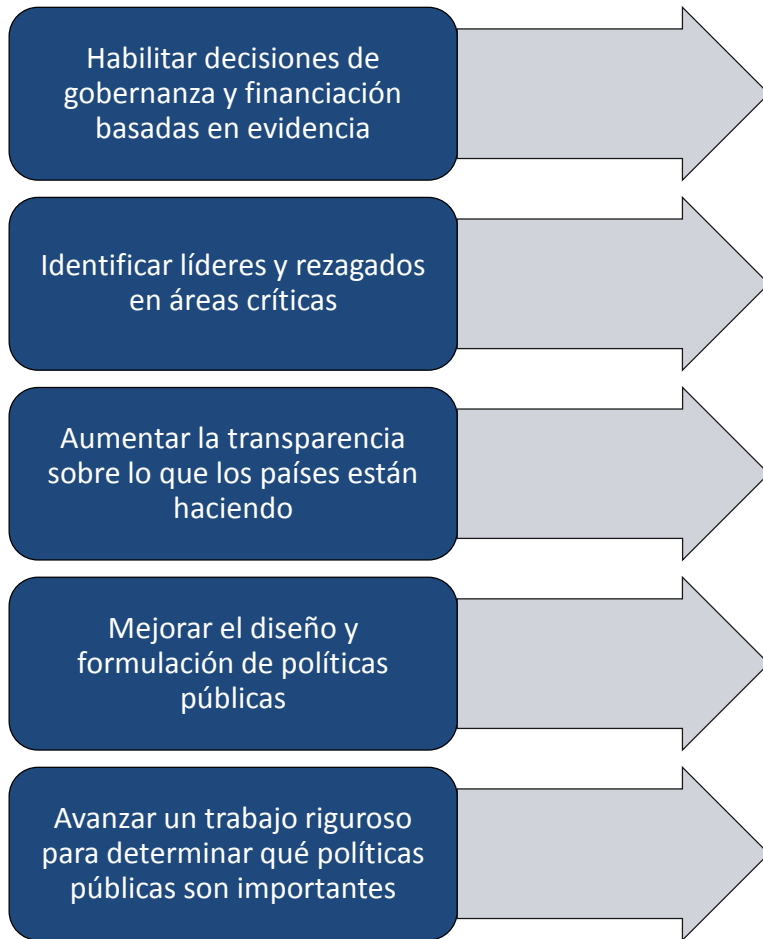 Habilitar decisiones de
gobernanza y financiación
basadas en evidencia
Identificar líderes y rezagados
en áreas críticas
Aumentar la transparencia
sobre lo que los países están
haciendo
Mejorar el diseño y
formulación de políticas
públicas
Avanzar un trabajo riguroso
para determinar qué políticas
públicas son importantes